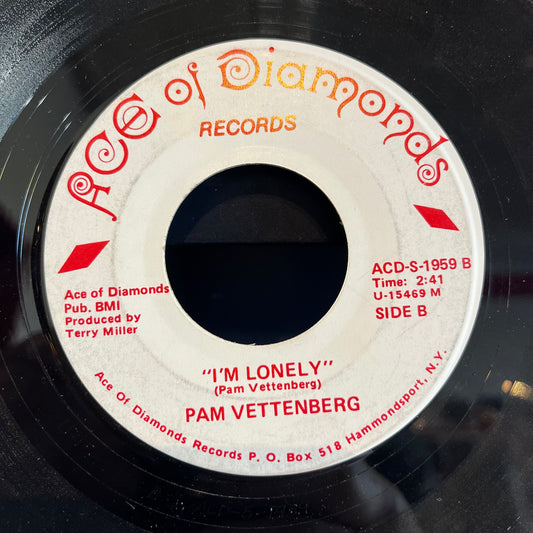 ACE of Diamonds
RECORDS
Ace of Diamonds
Pub. BMI
Produced by
Terry Miller
ACD-S-1959 B
Time: 2:41
U-15469 M
SIDE B
"I'M LONELY"
(Pam Vettenberg)
PAM VETTENBERG
Ace Of Diamonds Records P. O. Box 518 Hammondsport, N.Y.